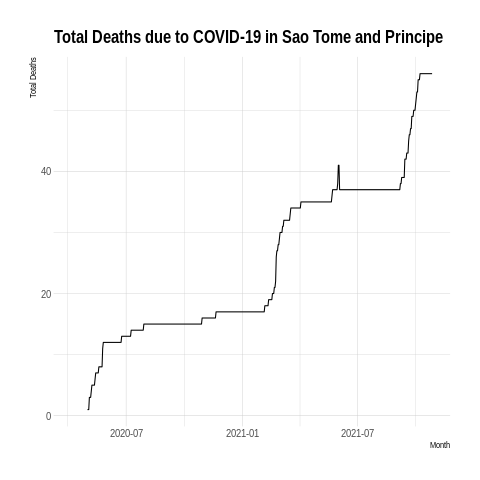 Total Deaths due to COVID-19 in Sao Tome and Principe
Total Deaths
40
20
0
2020-07
2021-01
2021-07
Month